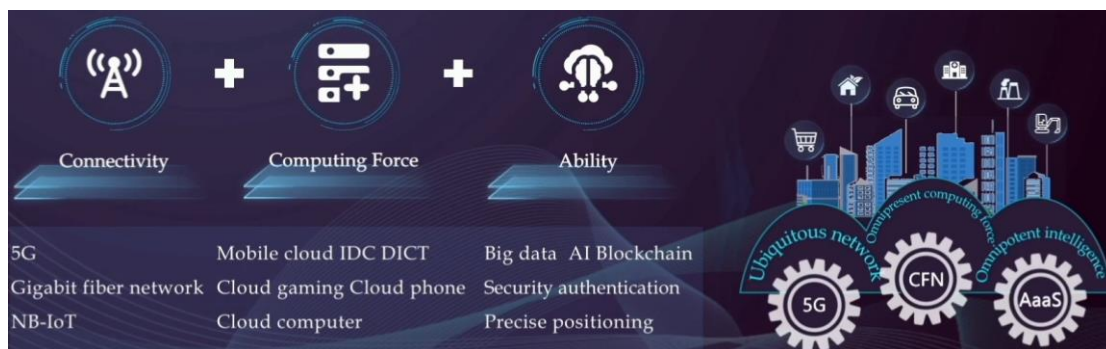 Connectivity
Computing Force
Ability
5G
Gigabit fiber network
NB-IoT
Mobile cloud IDC DICT
Cloud gaming Cloud phone
Cloud computer
Big data AI Blockchain
Security authentication
Precise positioning
Ubiquitous network
Omnipresent computing force
Omnipotent intelligence
5G
CFN
AaaS